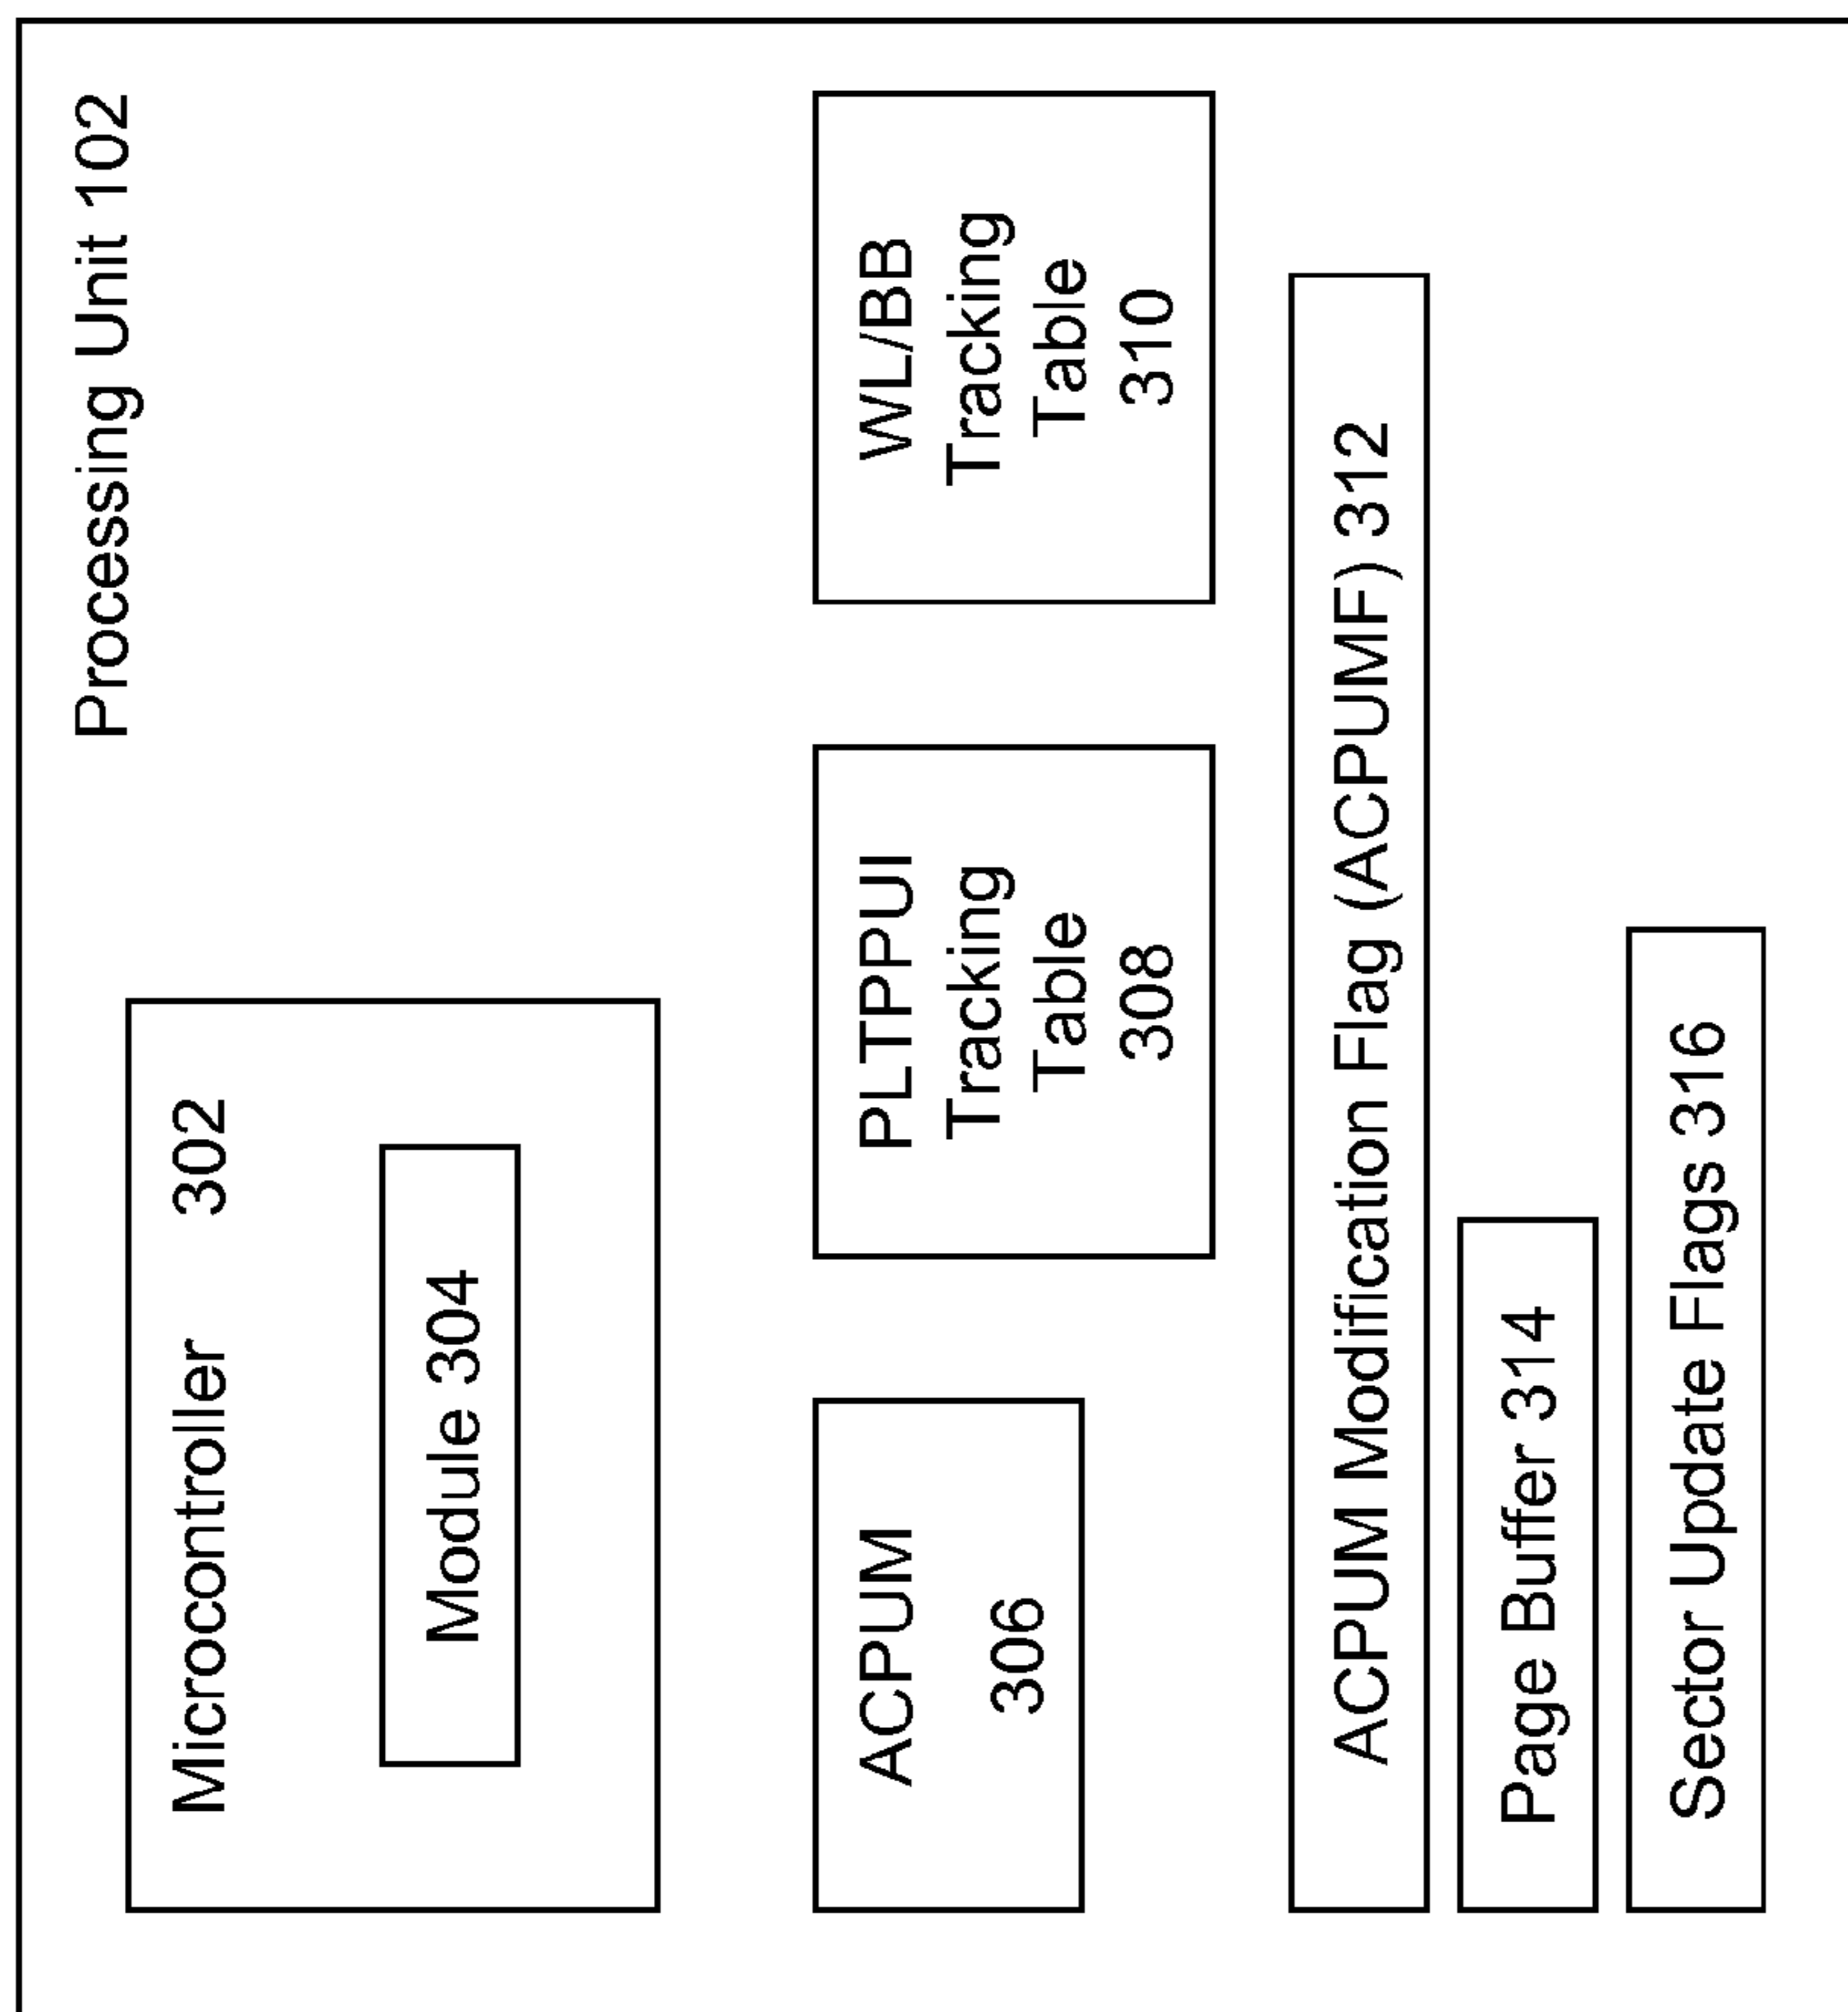 Processing Unit 102
Microcontroller 302
Module 304
ACPUM
306
PLTPPUI
Tracking
Table
308
WL/BB
Tracking
Table
310
ACPUM Modification Flag (ACPUMF) 312
Page Buffer 314
Sector Update Flags 316